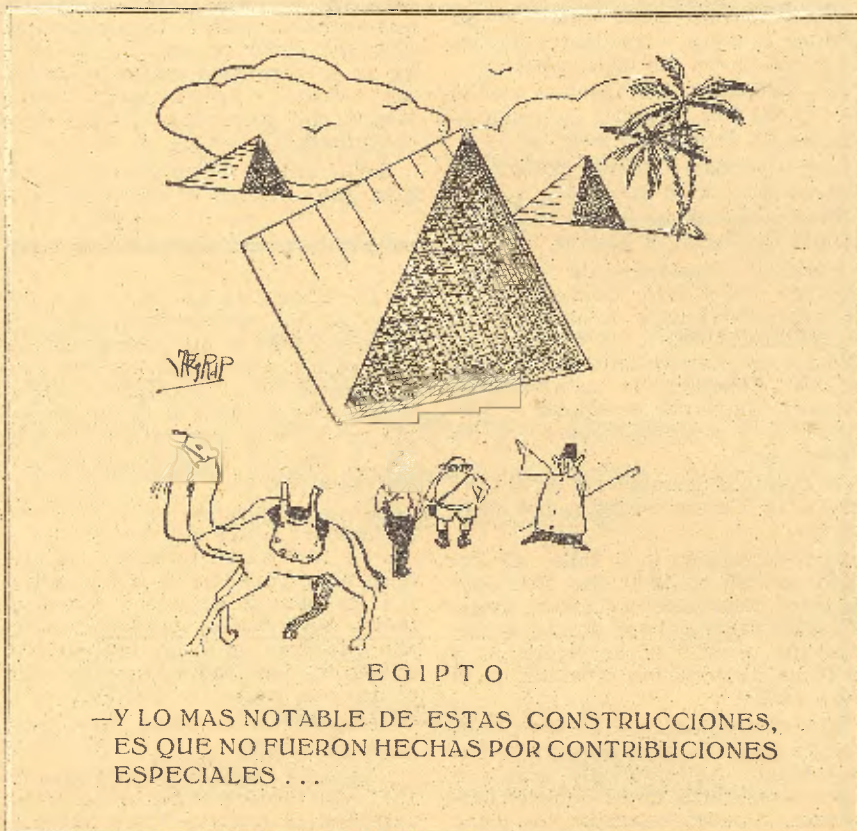 EGIPTO
—Y LO MAS NOTABLE DE ESTAS CONSTRUCCIONES,
ES QUE NO FUERON HECHAS POR CONTRIBUCIONES
ESPECIALES . . .